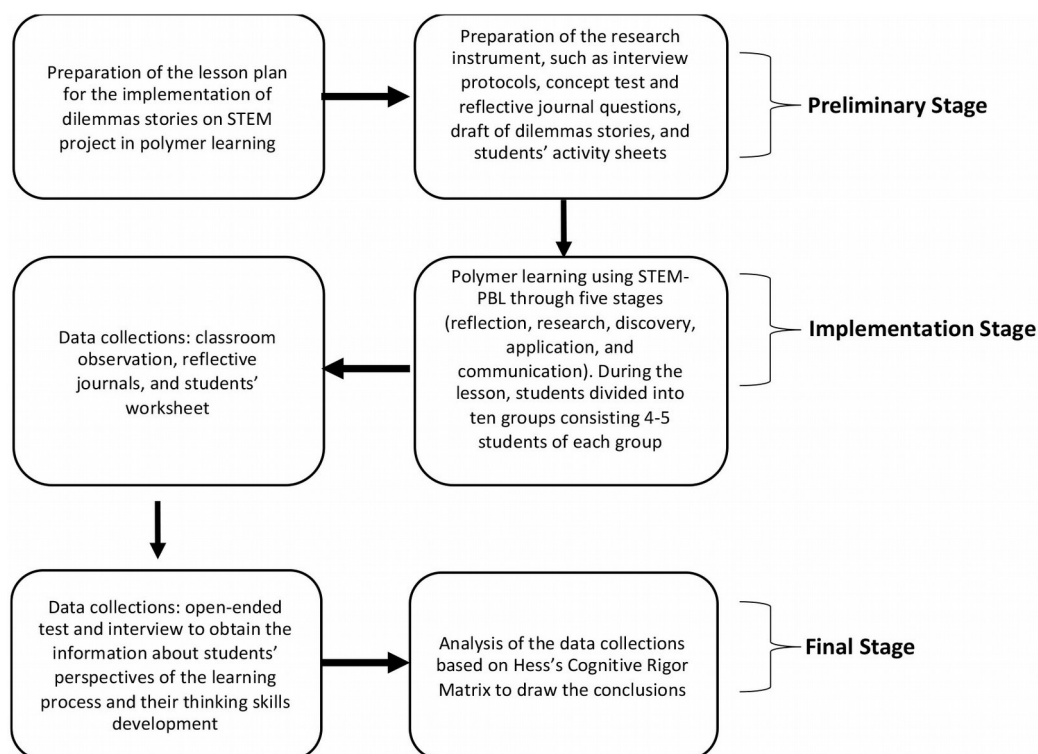 Preparation of the lesson plan
for the implementation of
dilemmas stories on STEM
project in polymer learning
Preparation of the research
instrument, such as interview
protocols, concept test and
reflective journal questions,
draft of dilemmas stories, and
students’ activity sheets
Preliminary Stage
Polymer learning using STEM-
PBL through five stages
(reflection, research, discovery,
application, and
communication). During the
lesson, students divided into
ten groups consisting 4-5
students of each group
Implementation Stage
Data collections: classroom
observation, reflective
journals, and students’
worksheet
Data collections: open-ended
test and interview to obtain the
information about students’
perspectives of the learning
process and their thinking skills
development
Analysis of the data collections
based on Hess’s Cognitive Rigor
Matrix to draw the conclusions
Final Stage